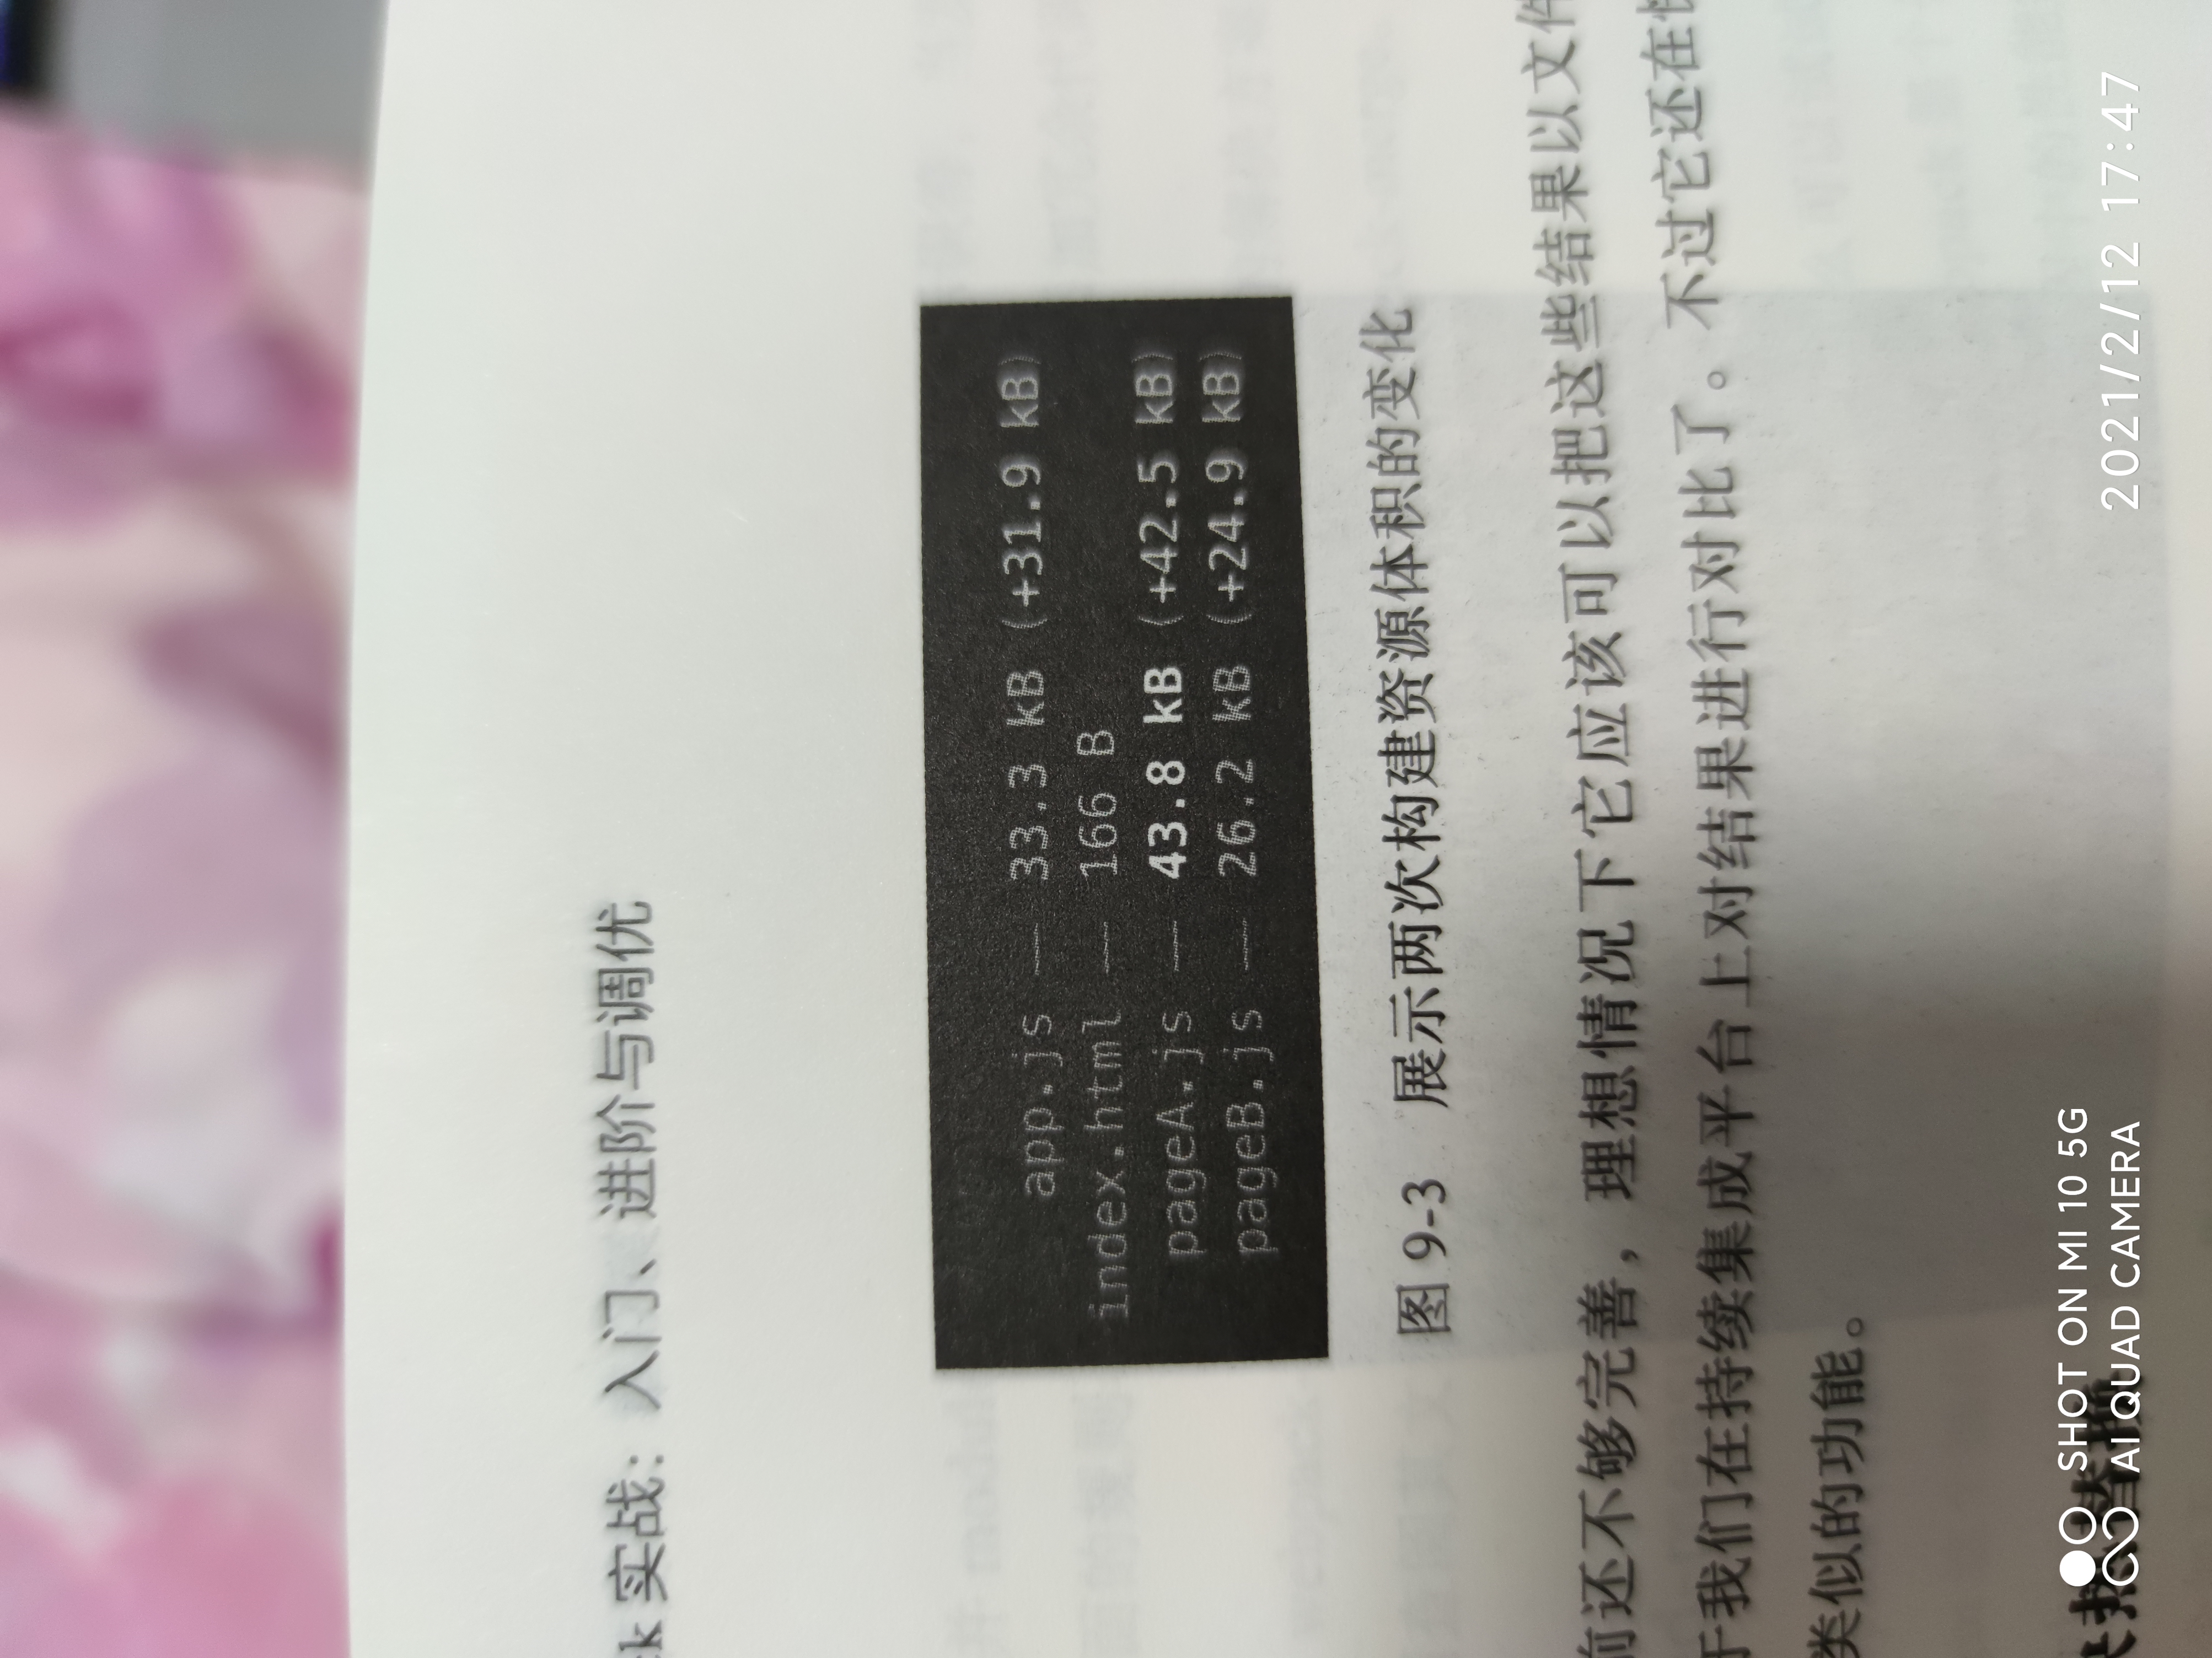 k 实战：入门、进阶与调优
app.js — 33.3 kB (+31.9 kB)
index.html — 166 B
pageA.js — 43.8 kB (+42.5 kB)
pageB.js — 26.2 kB (+24.9 kB)
图 9-3 展示两次构建资源体积的变化
前还不够完善，理想情况下它应该可以把这些结果以文件
于我们在持续集成平台上对结果进行对比了。不过它还在
类似的功能。
热替换
SHOT ON MI 10 5G
AI QUAD CAMERA
2021/2/12 17:47